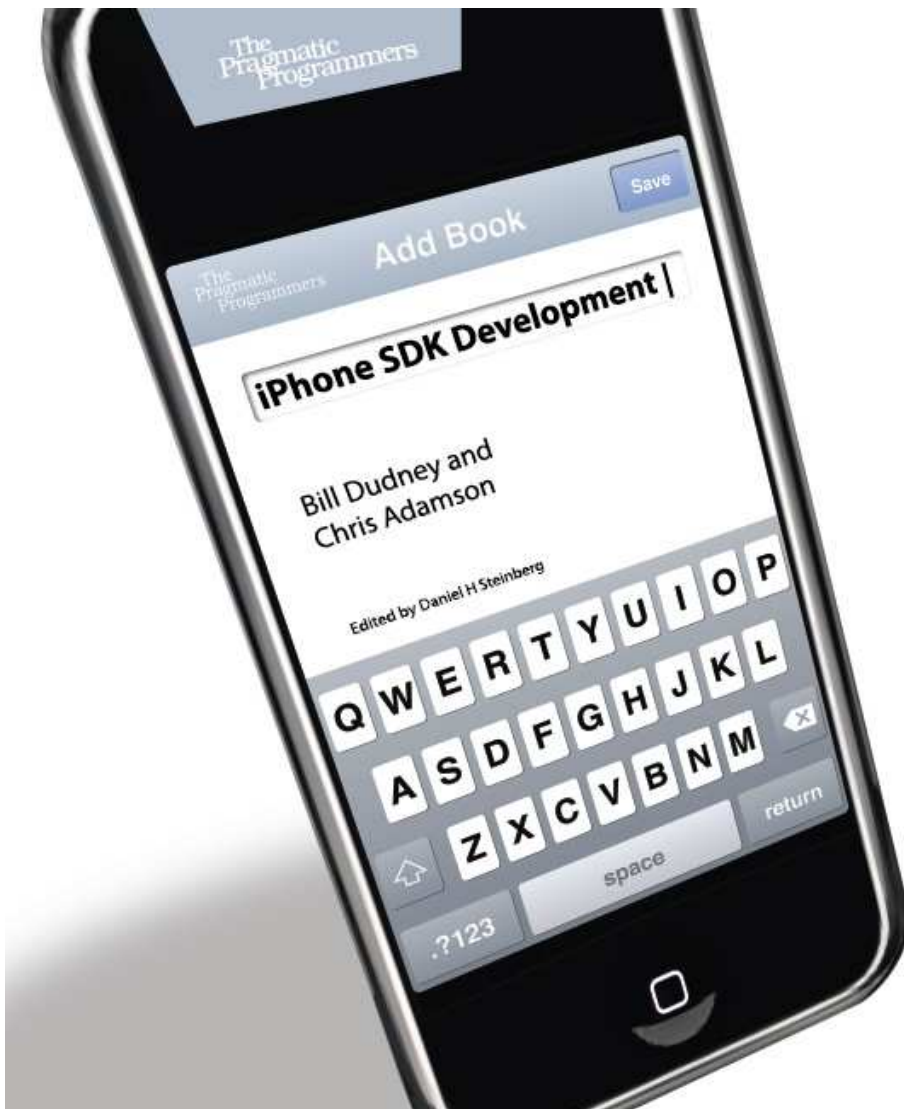 The
Pragmatic
Programmers
Save
Add Book
The
Pragmatic
Programmers
iPhone SDK Development
Bill Dudney and
Chris Adamson
Edited by Daniel H Steinberg
Q W E R T Y U I O P
A S D F G H J K L
Z X C V B N M
.?123 space return